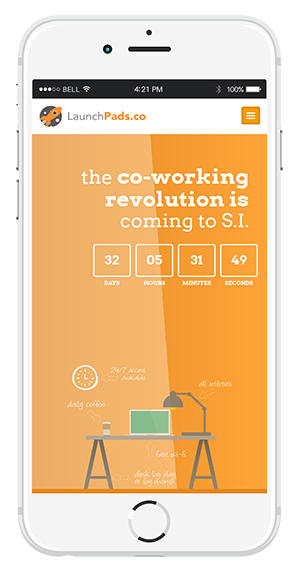 BELL 4:21 PM 100%
LaunchPads.co
the co-working
revolution is
coming to S.I.
32 05 31 49
DAYS HOURS MINUTES SECONDS
24/7 access
available
all utilities
daily coffee
fast wi-fi
desk by day
or by month